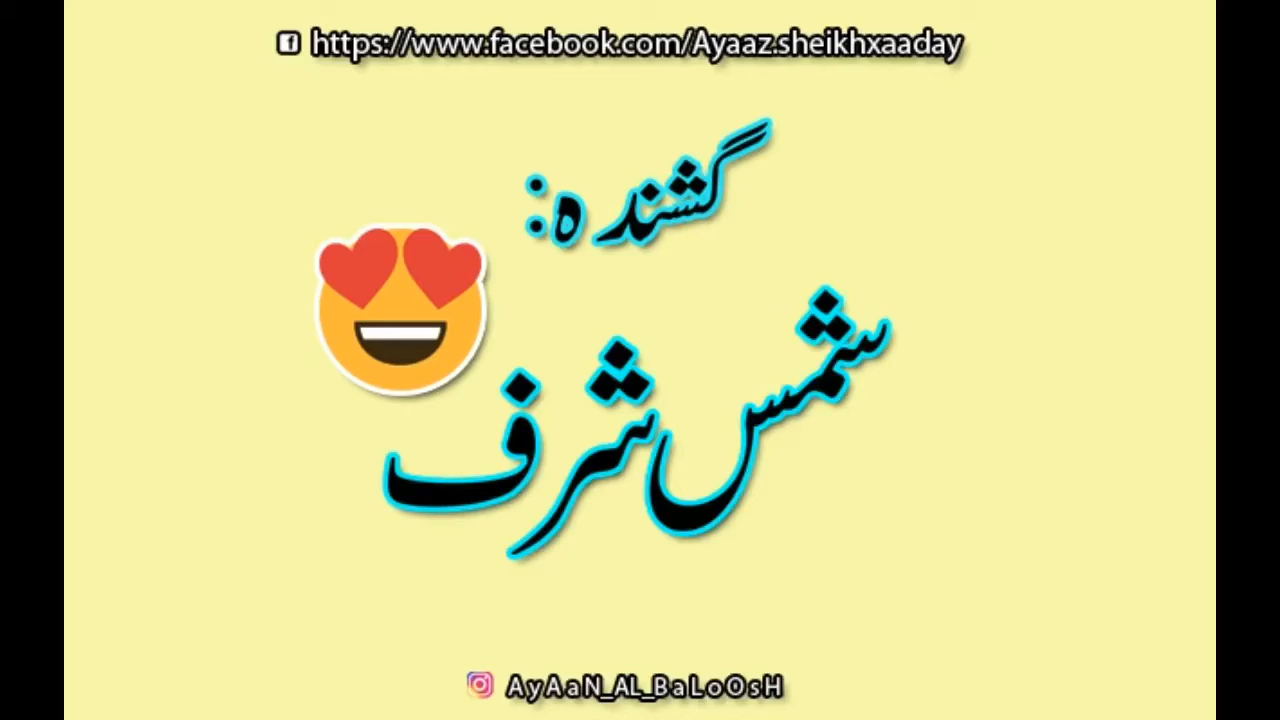 https://www.facebook.com/Ayaaz.sheikhxaaday
گشندہ:
شمس شرف
AyAaN_AL_BaLoOsH